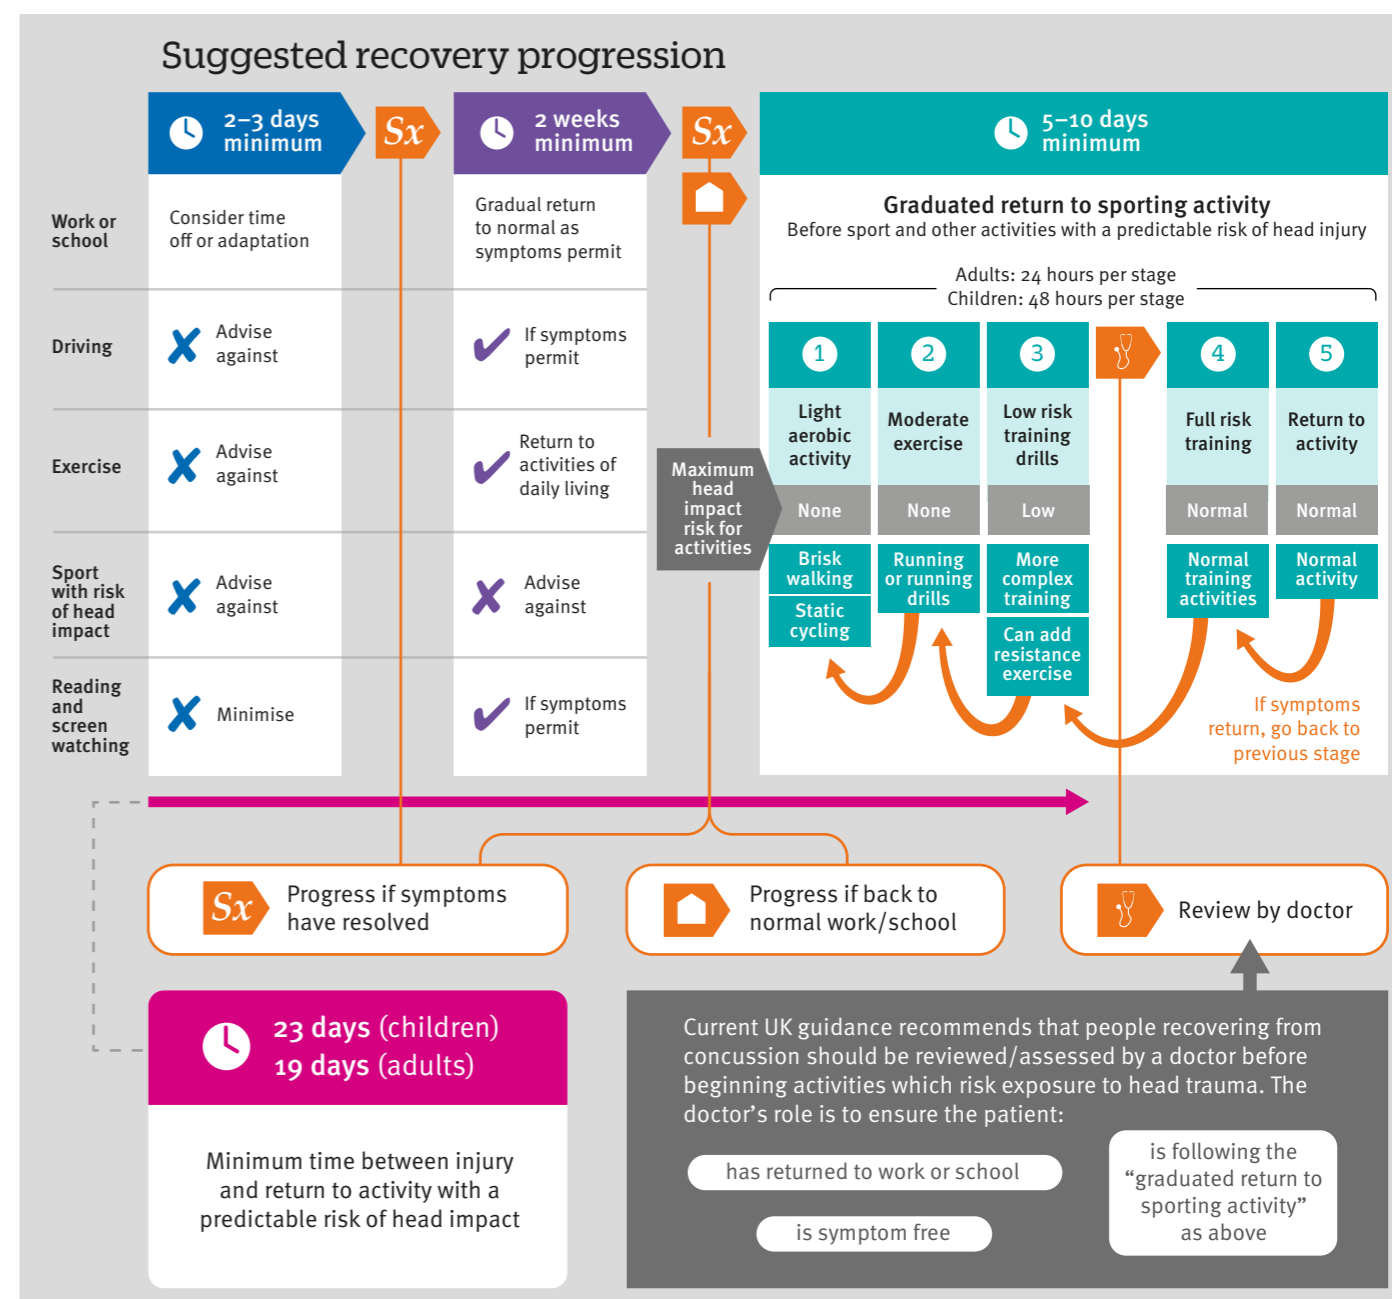 Suggested recovery progression
2–3 days
minimum
Sx
2 weeks
minimum
Sx
5–10 days
minimum
Work or
school
Consider time
off or adaptation
Gradual return
to normal as
symptoms permit
Driving
Advise
against
If symptoms
permit
Exercise
Advise
against
Return to
activities of
daily living
Sport
with risk
of head
impact
Advise
against
Advise
against
Reading
and
screen
watching
Minimise
If symptoms
permit
Graduated return to sporting activity
Before sport and other activities with a predictable risk of head injury
Adults: 24 hours per stage
Children: 48 hours per stage
1
2
3
4
5
Light
aerobic
activity
Moderate
exercise
Low risk
training
drills
Full risk
training
Return to
activity
Maximum
head
impact
risk for
activities
None
None
Low
Normal
Normal
Brisk
walking
Static
cycling
Running
or running
drills
More
complex
training
Can add
resistance
exercise
Normal
training
activities
Normal
activity
If symptoms
return, go back to
previous stage
Sx
Progress if symptoms
have resolved
Progress if back to
normal work/school
Review by doctor
23 days (children)
19 days (adults)
Minimum time between injury
and return to activity with a
predictable risk of head impact
Current UK guidance recommends that people recovering from
concussion should be reviewed/assessed by a doctor before
beginning activities which risk exposure to head trauma. The
doctor's role is to ensure the patient:
has returned to work or school
is symptom free
is following the
“graduated return to
sporting activity”
as above